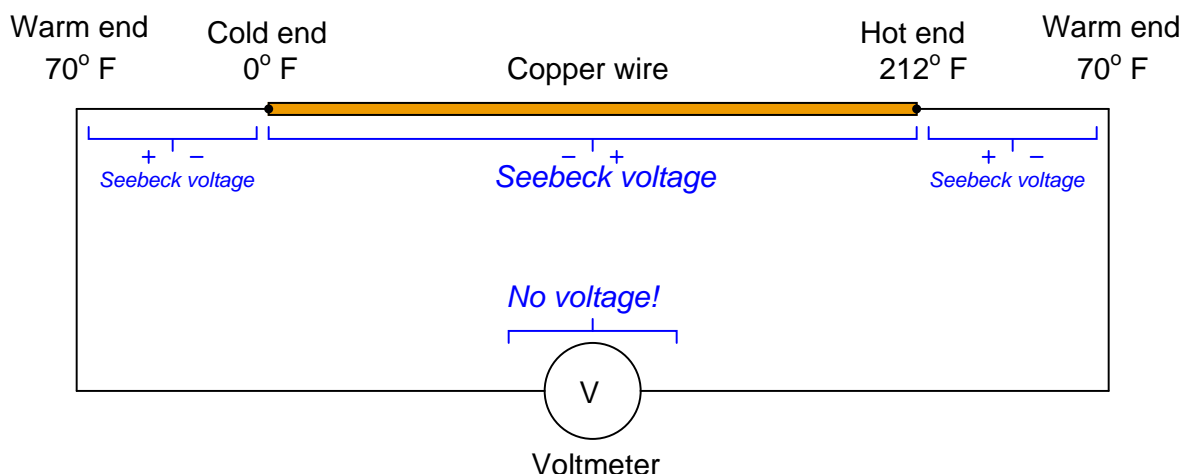 Warm end
70° F
Cold end
0° F
Copper wire
Hot end
212° F
Warm end
70° F
+ −
Seebeck voltage
− +
Seebeck voltage
+ −
Seebeck voltage
No voltage!
V
Voltmeter